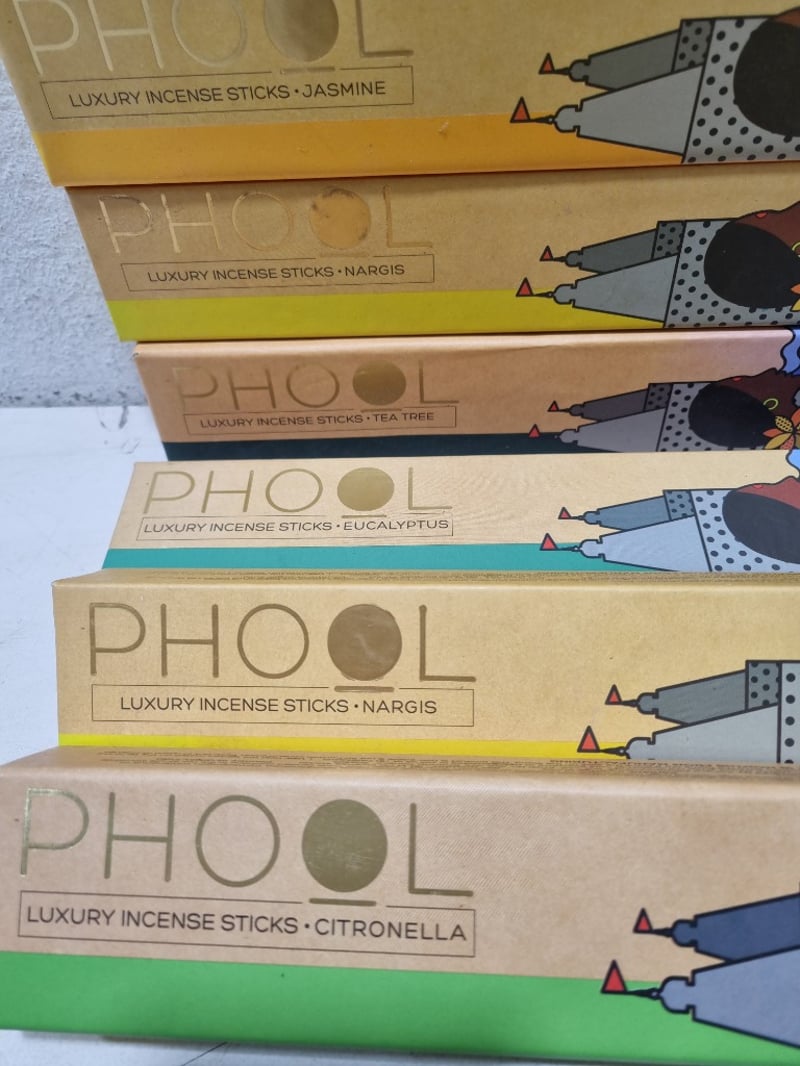 PHOOL
LUXURY INCENSE STICKS • JASMINE
PHOOL
LUXURY INCENSE STICKS • NARGIS
PHOOL
LUXURY INCENSE STICKS • TEA TREE
PHOOL
LUXURY INCENSE STICKS • EUCALYPTUS
PHOOL
LUXURY INCENSE STICKS • NARGIS
PHOOL
LUXURY INCENSE STICKS • CITRONELLA